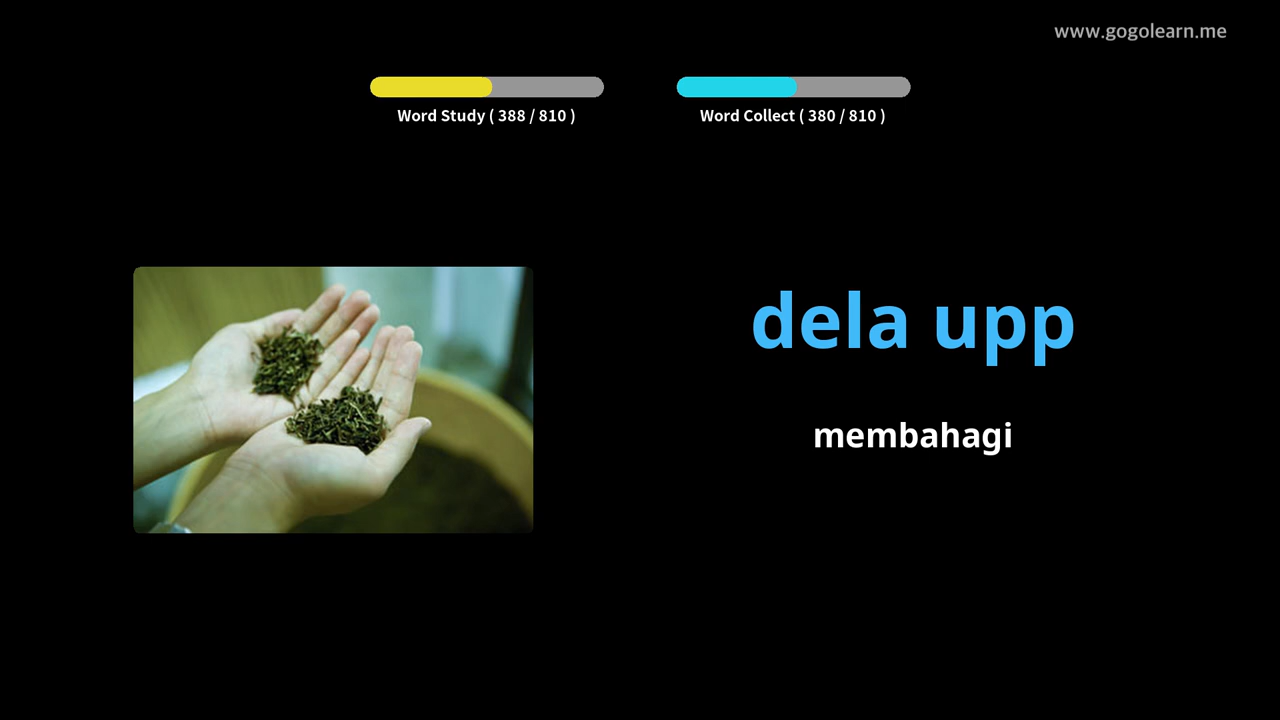 www.gogolearn.me
Word Study ( 388 / 810 )
Word Collect ( 380 / 810 )
dela upp
membahagi